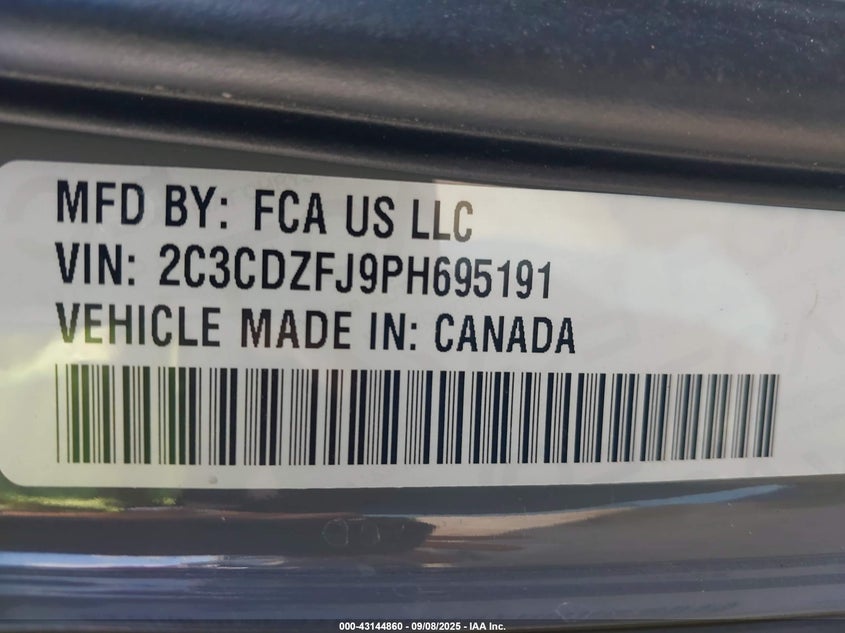 MFD BY: FCA US LLC
VIN: 2C3CDZFJ9PH695191
VEHICLE MADE IN: CANADA
000-43144860 - 09/08/2025 - IAA Inc.